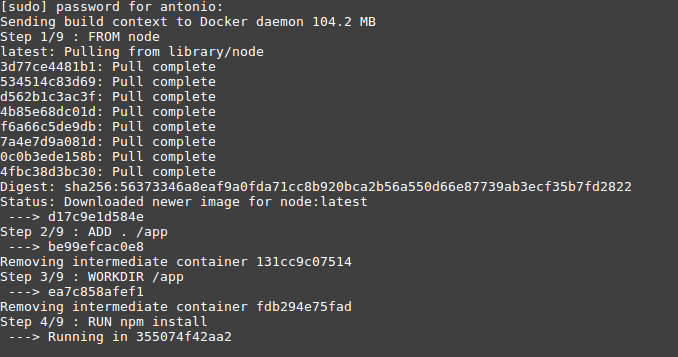 [sudo] password for antonio:
Sending build context to Docker daemon 104.2 MB
Step 1/9 : FROM node
latest: Pulling from library/node
3d77ce4481b1: Pull complete
534514c83d69: Pull complete
d562b1c3ac3f: Pull complete
4b85e68dc01d: Pull complete
f6a66c5de9db: Pull complete
7a4e7d9a081d: Pull complete
0c0b3ede158b: Pull complete
4fbc38d3bc30: Pull complete
Digest: sha256:56373346a8eaf9a0fda71cc8b920bca2b56a550d66e87739ab3ecf35b7fd2822
Status: Downloaded newer image for node:latest
 ---> d17c9e1d584e
Step 2/9 : ADD . /app
 ---> be99efcac0e8
Removing intermediate container 131cc9c07514
Step 3/9 : WORKDIR /app
 ---> ea7c858afef1
Removing intermediate container fdb294e75fad
Step 4/9 : RUN npm install
 ---> Running in 355074f42aa2